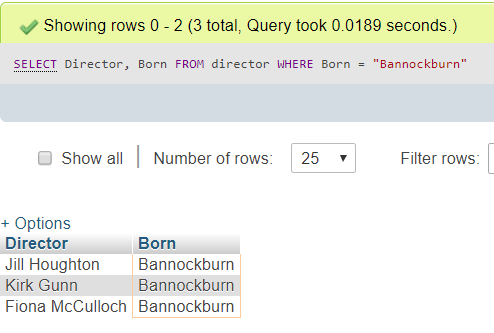 Showing rows 0 - 2 (3 total, Query took 0.0189 seconds.)
SELECT Director, Born FROM director WHERE Born = "Bannockburn"
Show all | Number of rows: 25 Filter rows:
+ Options
Director Born
Jill Houghton Bannockburn
Kirk Gunn Bannockburn
Fiona McCulloch Bannockburn